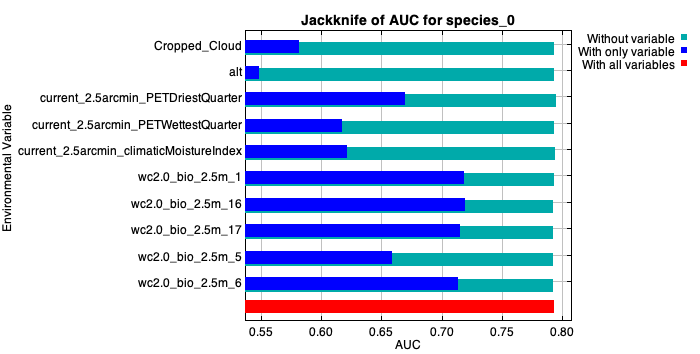 Jackknife of AUC for species_0
Without variable
With only variable
With all variables
Environmental Variable
Cropped_Cloud
alt
current_2.5arcmin_PETDriestQuarter
current_2.5arcmin_PETWettestQuarter
current_2.5arcmin_climaticMoistureIndex
wc2.0_bio_2.5m_1
wc2.0_bio_2.5m_16
wc2.0_bio_2.5m_17
wc2.0_bio_2.5m_5
wc2.0_bio_2.5m_6
0.55 0.60 0.65 0.70 0.75 0.80
AUC